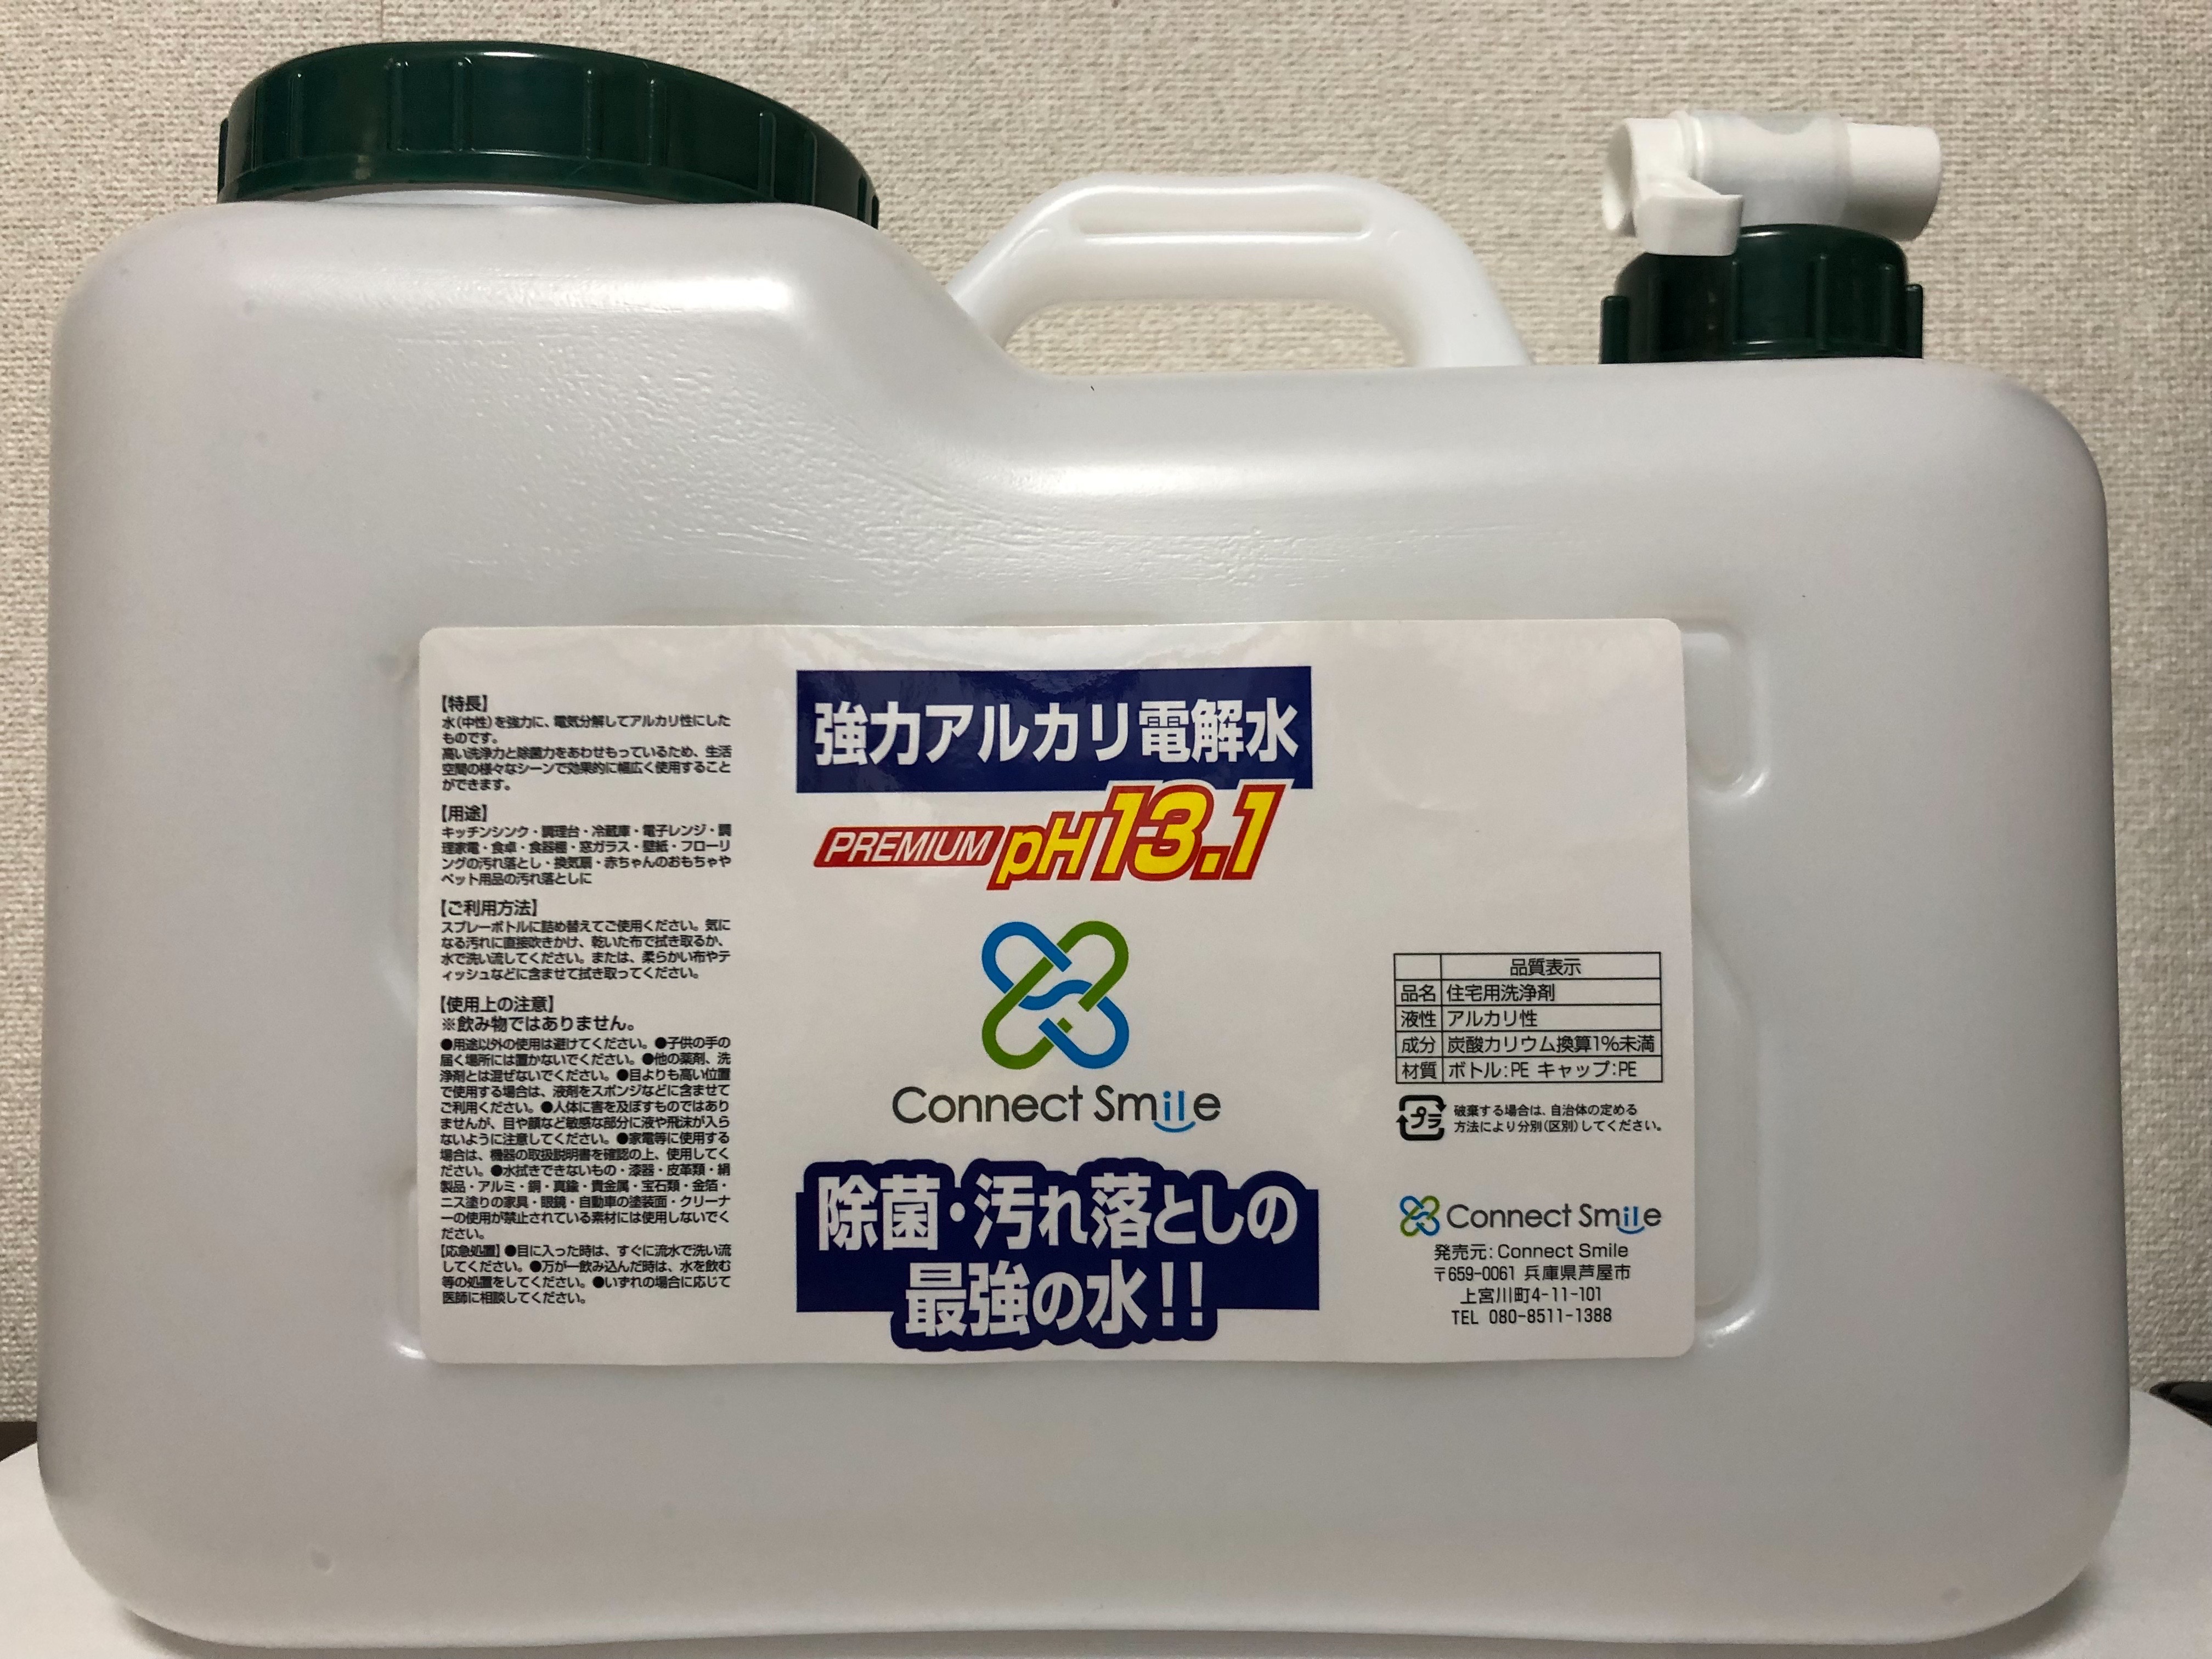 【特長】
水(中性)を強力に、電気分解してアルカリ性にした
ものです。
高い洗浄力と除菌力をあわせもっているため、生活
空間の様々なシーンで効果的に幅広く使用すること
ができます。
【用途】
キッチンシンク・調理台・冷蔵庫・電子レンジ・調
理家電・食卓・食器棚・窓ガラス・壁紙・フローリ
ングの汚れ落とし・換気扇・赤ちゃんのおもちゃや
ペット用品の汚れ落としに
【ご利用方法】
スプレーボトルに詰め替えてご使用ください。気に
なる汚れに直接吹きかけ、乾いた布で拭き取るか、
水で洗い流してください。または、柔らかい布やテ
ィッシュなどに含ませて拭き取ってください。
【使用上の注意】
※飲み物ではありません。
●用途以外の使用は避けてください。●子供の手の
届く場所には置かないでください。●他の薬剤、洗
浄剤とは混ぜないでください。●目よりも高い位置
で使用する場合は、液剤をスポンジなどに含ませて
ご利用ください。●人体に害を及ぼすものではあり
ませんが、目や顔など敏感な部分に液や飛沫が入ら
ないように注意してください。●家電等に使用する
場合は、機器の取扱説明書を確認の上、使用してく
ださい。●水拭きできないもの・漆器・皮革類・絹
製品・アルミ・銅・真鍮・貴金属・宝石類・金箔・
ニス塗りの家具・眼鏡・自動車の塗装面・クリーナ
ーの使用が禁止されている素材には使用しないでく
ださい。
【応急処置】●目に入った時は、すぐに流水で洗い流
してください。●万が一飲み込んだ時は、水を飲む
等の処置をしてください。●いずれの場合に応じて
医師に相談してください。
強力アルカリ電解水
PREMIUM pH13.1
Connect Smile
除菌・汚れ落としの
最強の水!!
品質表示
品名 住宅用洗浄剤
液性 アルカリ性
成分 炭酸カリウム換算1%未満
材質 ボトル:PE キャップ:PE
プラ
破棄する場合は、自治体の定める
方法により分別(区別)してください。
Connect Smile
発売元:Connect Smile
〒659-0061 兵庫県芦屋市
上宮川町4-11-101
TEL 080-8511-1388